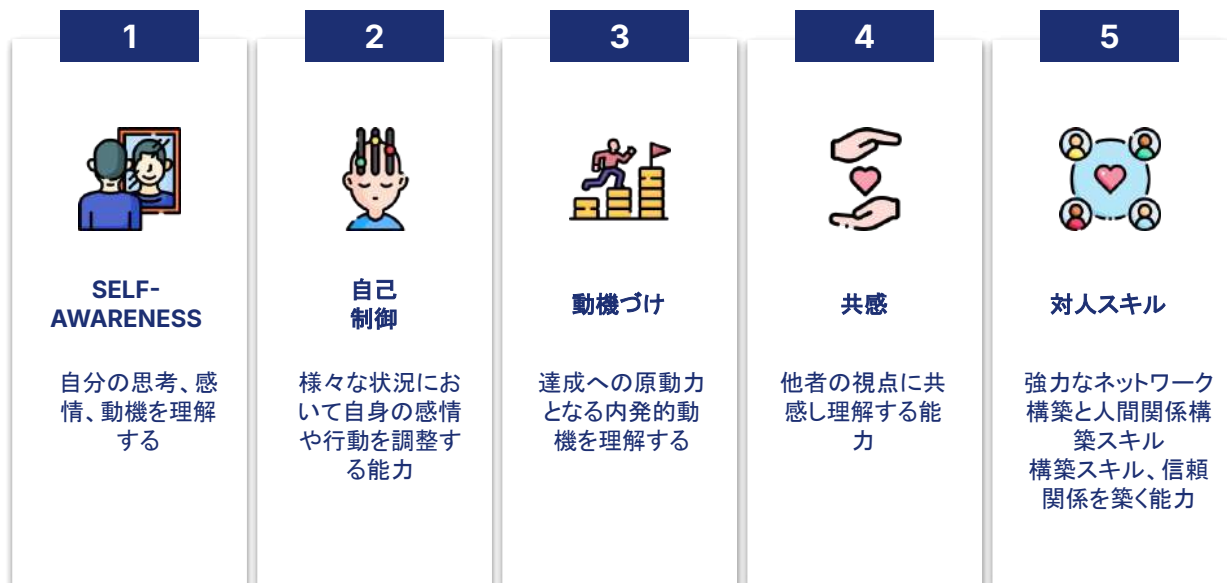 1
SELF-
AWARENESS
自分の思考、感
情、動機を理解
する
2
自己
制御
様々な状況にお
いて自身の感情
や行動を調整す
る能力
3
動機づけ
達成への原動力
となる内発的動
機を理解する
4
共感
他者の視点に共
感し理解する能
力
5
対人スキル
強力なネットワーク
構築と人間関係構
築スキル
構築スキル、信頼
関係を築く能力